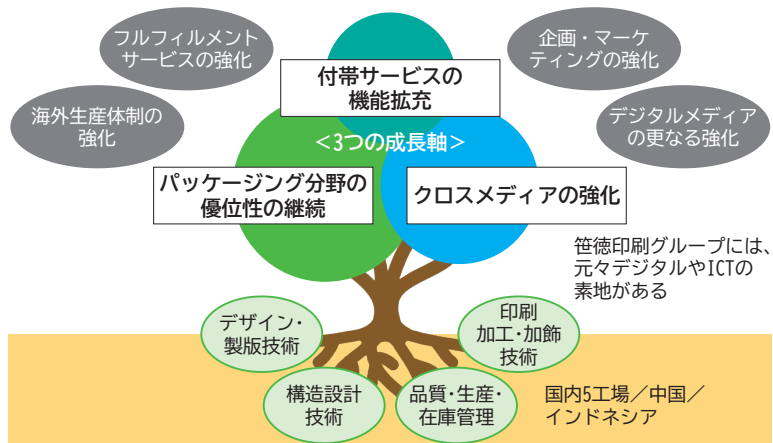 フルフィルメント
サービスの強化
企画・マーケ
ティングの強化
付帯サービスの
機能拡充
海外生産体制の
強化
デジタルメディア
の更なる強化
＜3つの成長軸＞
パッケージング分野の
優位性の継続
クロスメディアの強化
笹徳印刷グループには、
元々デジタルやICTの
素地がある
デザイン・
製版技術
印刷
加工・加飾
技術
構造設計
技術
品質・生産・
在庫管理
国内5工場／中国／
インドネシア